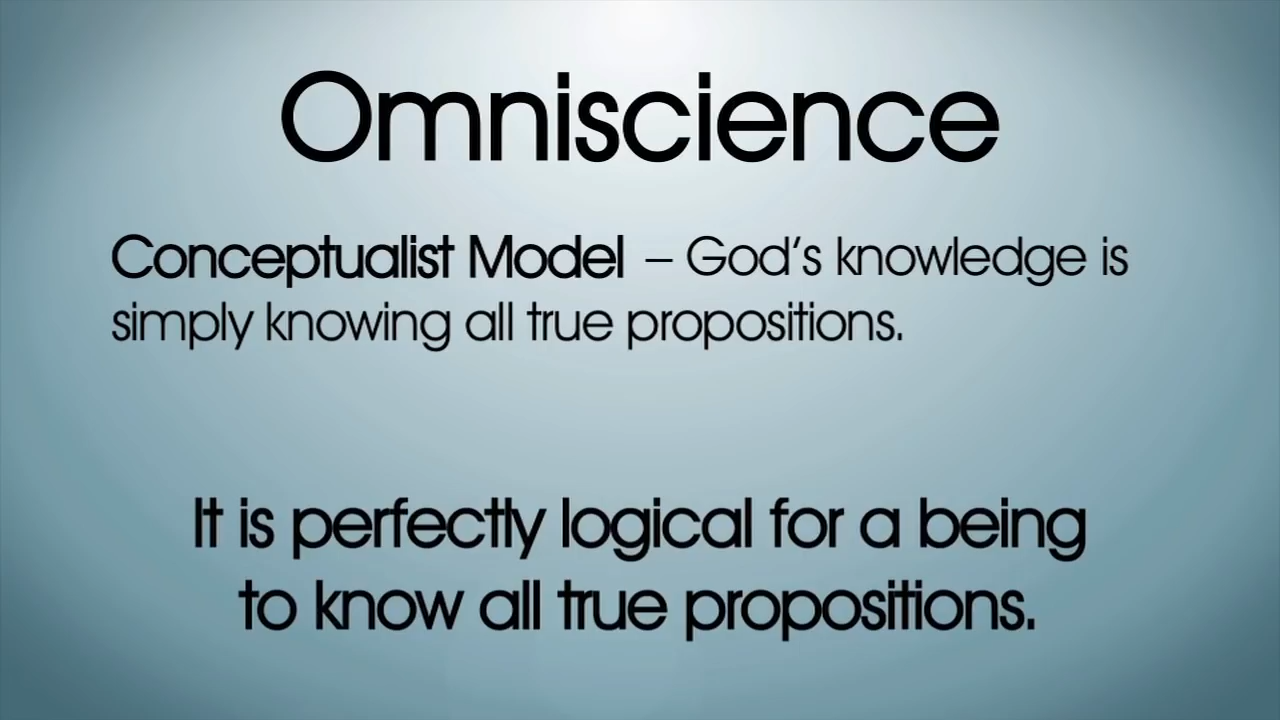 Omniscience
Conceptualist Model – God’s knowledge is
simply knowing all true propositions.
It is perfectly logical for a being
to know all true propositions.